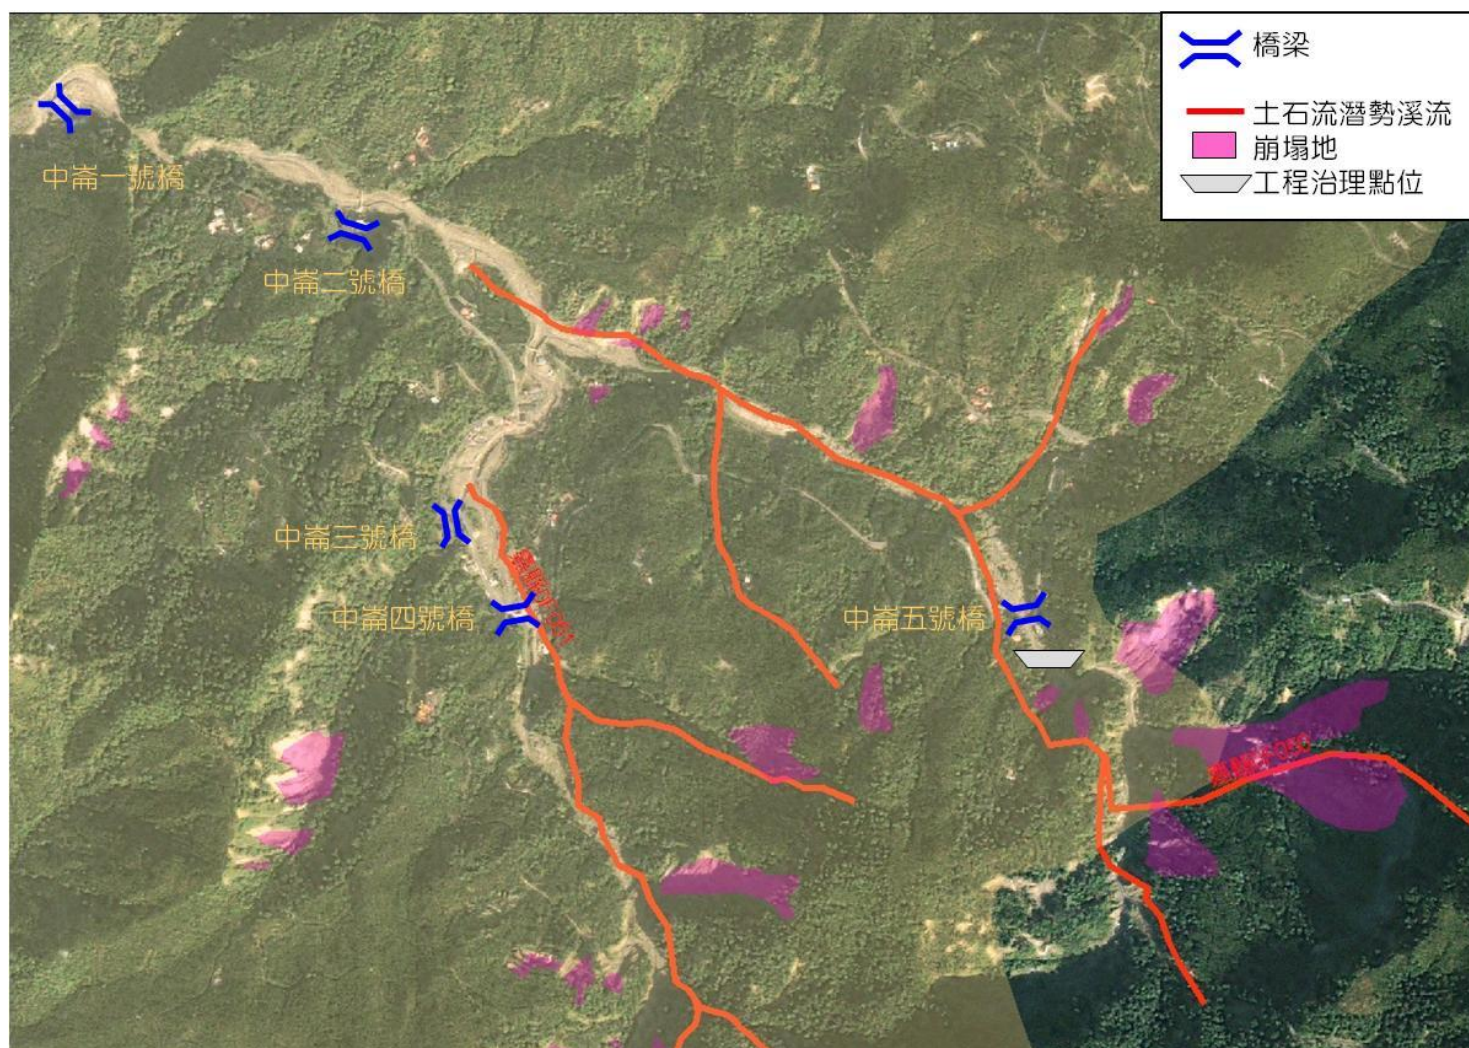 橋梁
土石流潛勢溪流
崩塌地
工程治理點位
中崙一號橋
中崙二號橋
中崙三號橋
中崙四號橋
中崙五號橋